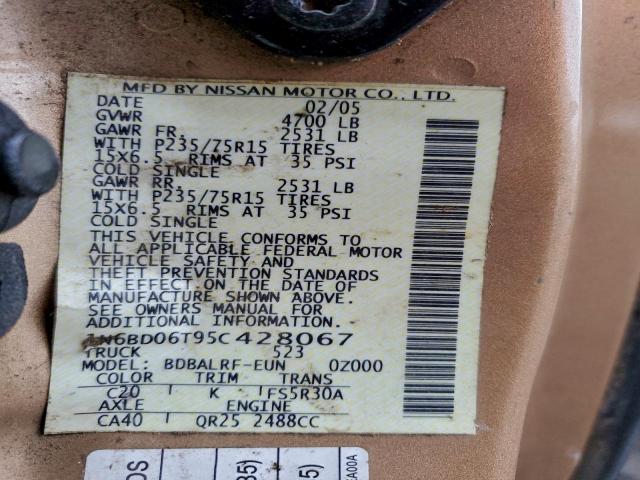 MFD BY NISSAN MOTOR CO., LTD.
DATE 02/05
GVWR 4700 LB
GAWR FR. 2531 LB
WITH P235/75R15 TIRES
15X6.5 RIMS AT 35 PSI
COLD SINGLE
GAWR RR. 2531 LB
WITH P235/75R15 TIRES
15X6.5 RIMS AT 35 PSI
COLD SINGLE
THIS VEHICLE CONFORMS TO
ALL APPLICABLE FEDERAL MOTOR
VEHICLE SAFETY AND
THEFT PREVENTION STANDARDS
IN EFFECT ON THE DATE OF
MANUFACTURE SHOWN ABOVE.
SEE OWNERS MANUAL FOR
ADDITIONAL INFORMATION
1N6BD06T95C428067
TRUCK 523
MODEL: BDBALRF-EUN 0Z000
COLOR TRIM TRANS
C20 K FS5R30A
AXLE ENGINE
CA40 QR25 2488CC